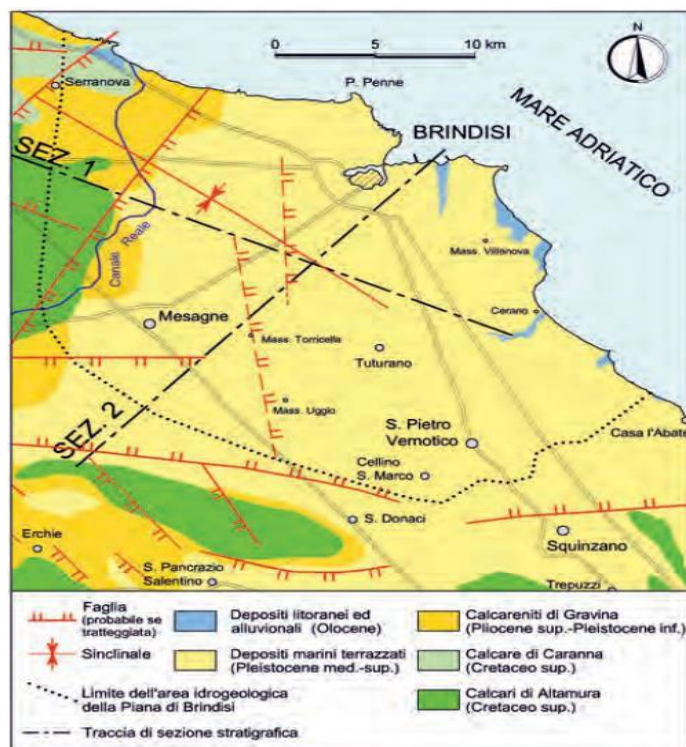 N
0 5 10 km
Serranova
P. Penne
MARE ADRIATICO
BRINDISI
SEZ. 1
Canale Reale
Mass. Villanova
Cerano
Mesagne
Mass. Torricella
Tuturano
Mass. Uggio
SEZ. 2
S. Pietro
Vernotico
Casa l'Abate
Cellino
S. Marco
S. Donaci
Erchie
Squinzano
S. Pancrazio
Salentino
Trepuzzi
Faglia
(probabile se
tratteggiata)
Sinclinale
Depositi litoranei ed
alluvionali (Olocene)
Depositi marini terrazzati
(Pleistocene med.-sup.)
Calcareniti di Gravina
(Pliocene sup.-Pleistocene inf.)
Calcare di Caranna
(Cretaceo sup.)
Calcari di Altamura
(Cretaceo sup.)
Limite dell'area idrogeologica
della Piana di Brindisi
Traccia di sezione stratigrafica